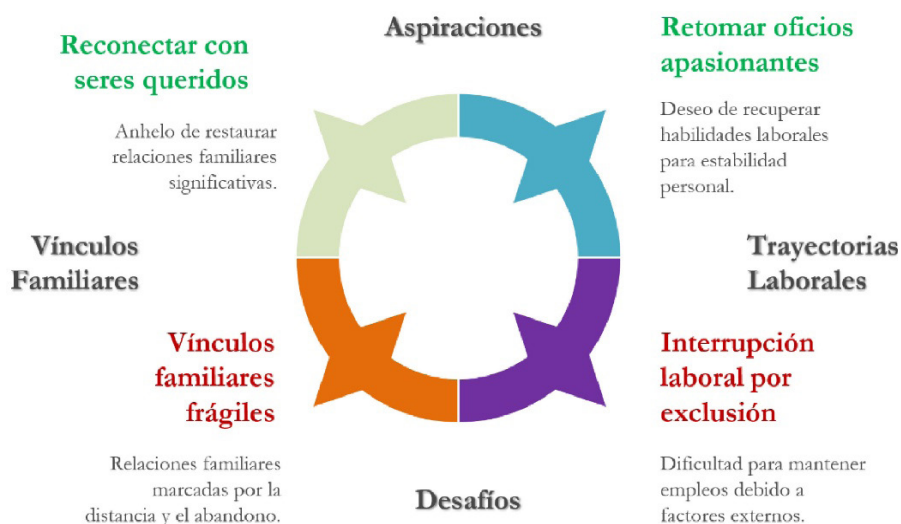 Aspiraciones
Reconectar con
seres queridos
Anhelo de restaurar
relaciones familiares
significativas.
Retomar oficios
apasionantes
Deseo de recuperar
habilidades laborales
para estabilidad
personal.
Vínculos
Familiares
Trayectorias
Laborales
Vínculos
familiares
frágiles
Relaciones familiares
marcadas por la
distancia y el abandono.
Interrupción
laboral por
exclusión
Dificultad para mantener
empleos debido a
factores externos.
Desafíos